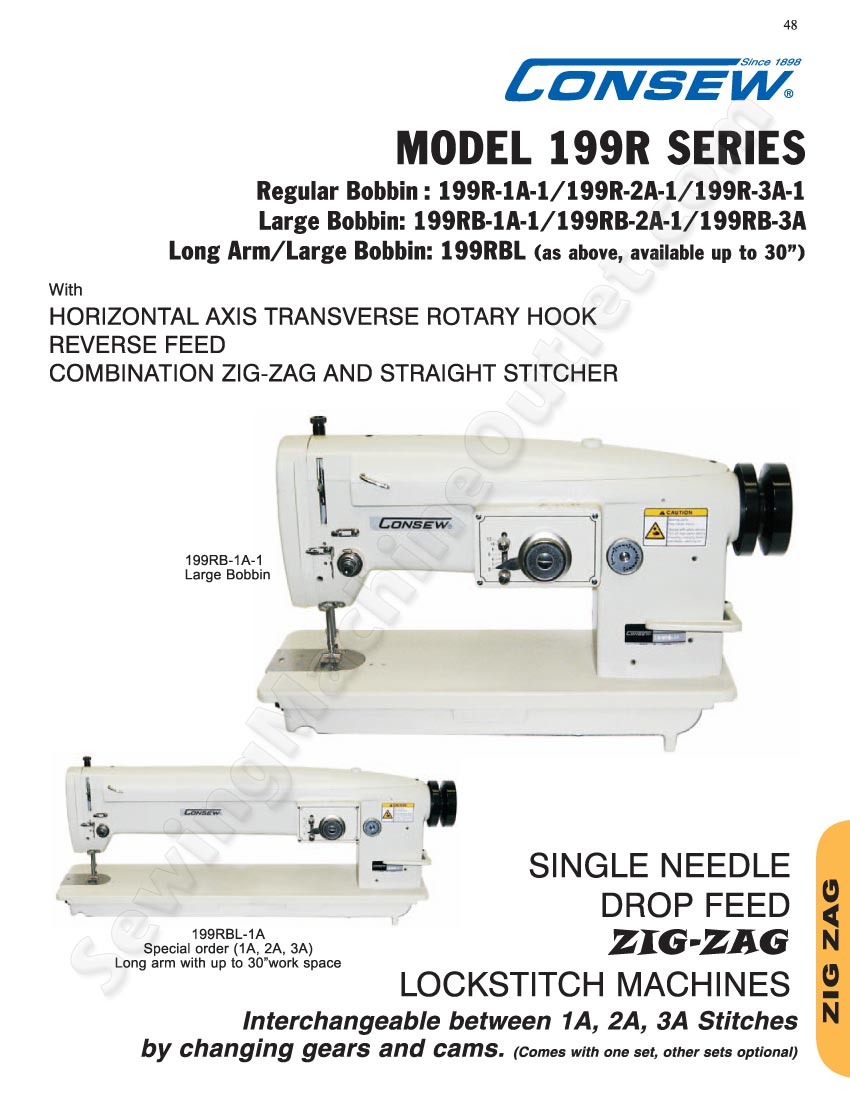 48
Since 1898
CONSEW®
MODEL 199R SERIES
Regular Bobbin : 199R-1A-1/199R-2A-1/199R-3A-1
Large Bobbin: 199RB-1A-1/199RB-2A-1/199RB-3A
Long Arm/Large Bobbin: 199RBL (as above, available up to 30”)
With
HORIZONTAL AXIS TRANSVERSE ROTARY HOOK
REVERSE FEED
COMBINATION ZIG-ZAG AND STRAIGHT STITCHER
CONSEW
CAUTION
199RB-1A-1
Large Bobbin
CONSEW
CONSEW
199RBL-1A
Special order (1A, 2A, 3A)
Long arm with up to 30”work space
SINGLE NEEDLE
DROP FEED
ZIG-ZAG
LOCKSTITCH MACHINES
Interchangeable between 1A, 2A, 3A Stitches
by changing gears and cams. (Comes with one set, other sets optional)
ZIG ZAG
SewingMachineOutlet.com